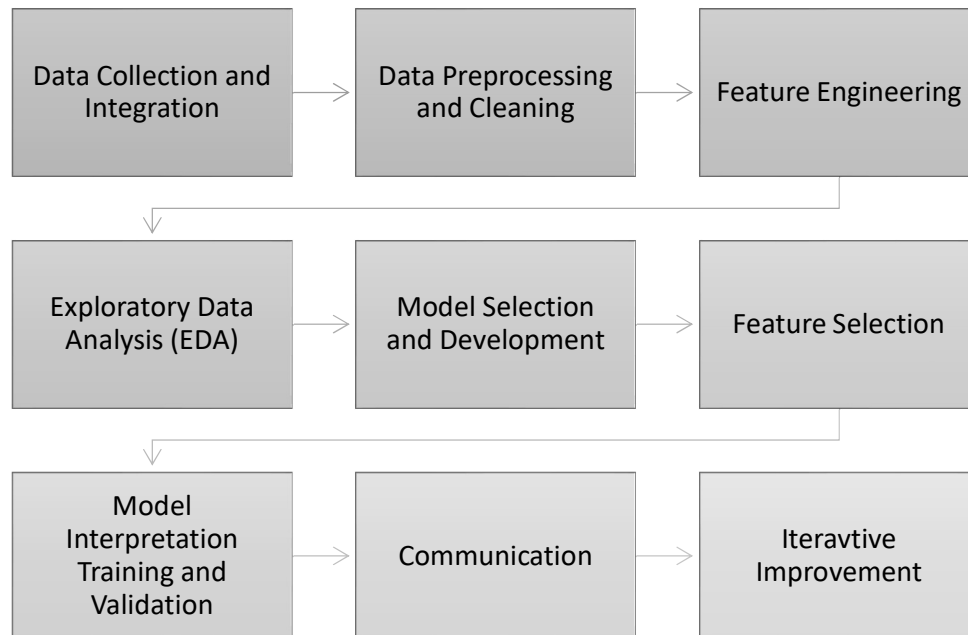 Data Collection and
Integration
Data Preprocessing
and Cleaning
Feature Engineering
Exploratory Data
Analysis (EDA)
Model Selection
and Development
Feature Selection
Model
Interpretation
Training and
Validation
Communication
Iteravtive
Improvement